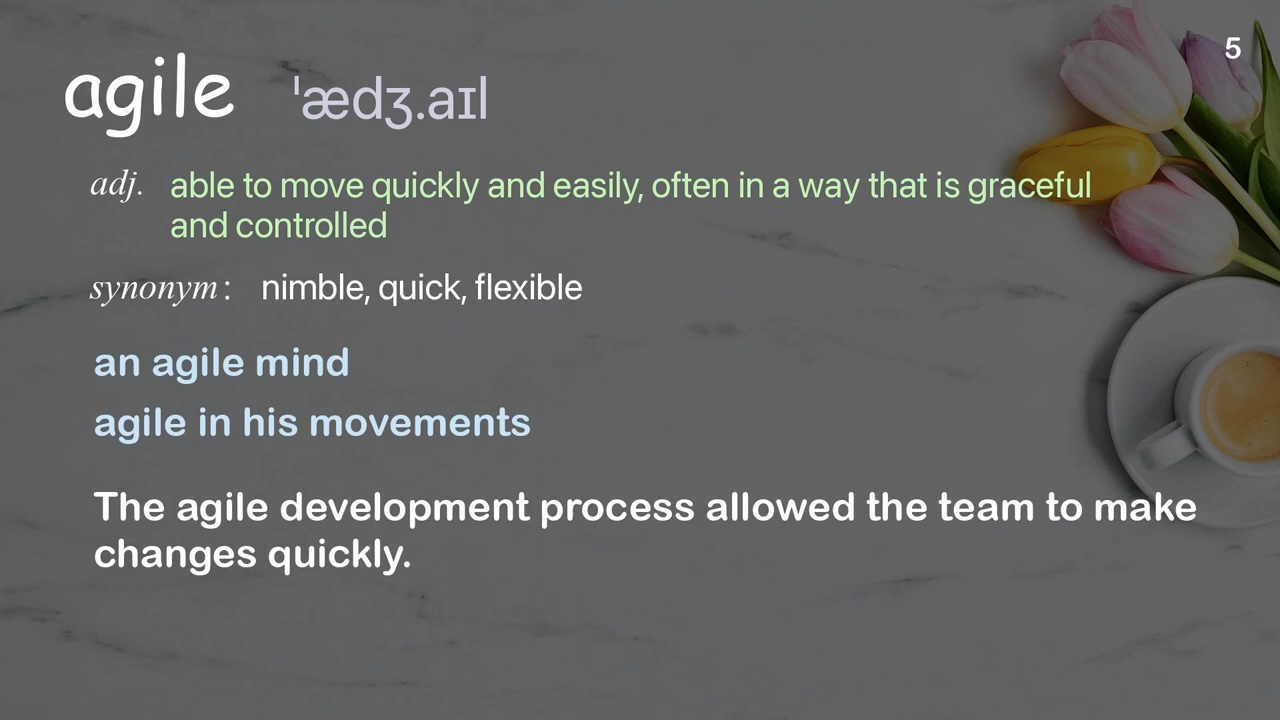 5
agile ˈædʒ.aɪl
adj. able to move quickly and easily, often in a way that is graceful
and controlled
synonym: nimble, quick, flexible
an agile mind
agile in his movements
The agile development process allowed the team to make
changes quickly.